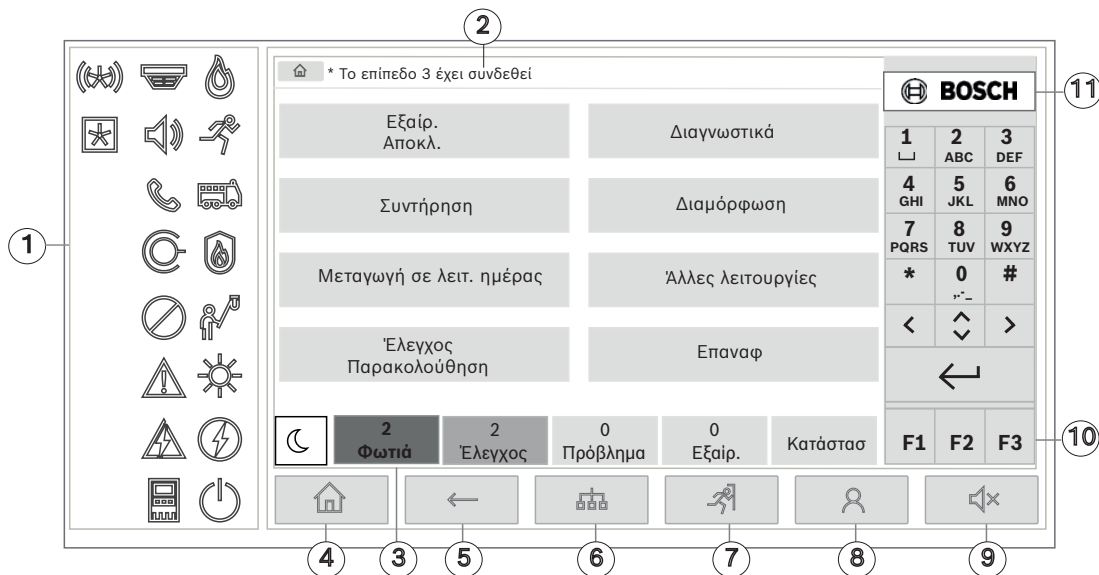 2
* Το επίπεδο 3 έχει συνδεθεί
Εξαίρ.
Αποκλ.
Διαγνωστικά
Συντήρηση
Διαμόρφωση
Μεταγωγή σε λειτ. ημέρας
Άλλες λειτουργίες
Έλεγχος
Παρακολούθηση
Επαναφ
2
Φωτιά
2
Έλεγχος
0
Πρόβλημα
0
Εξαίρ.
Κατάστασ
BOSCH
11
1 2 3
ABC DEF
4 5 6
GHI JKL MNO
7 8 9
PQRS TUV WXYZ
* 0 #
,.-_
F1 F2 F3
10
1
4 3 5 6 7 8 9